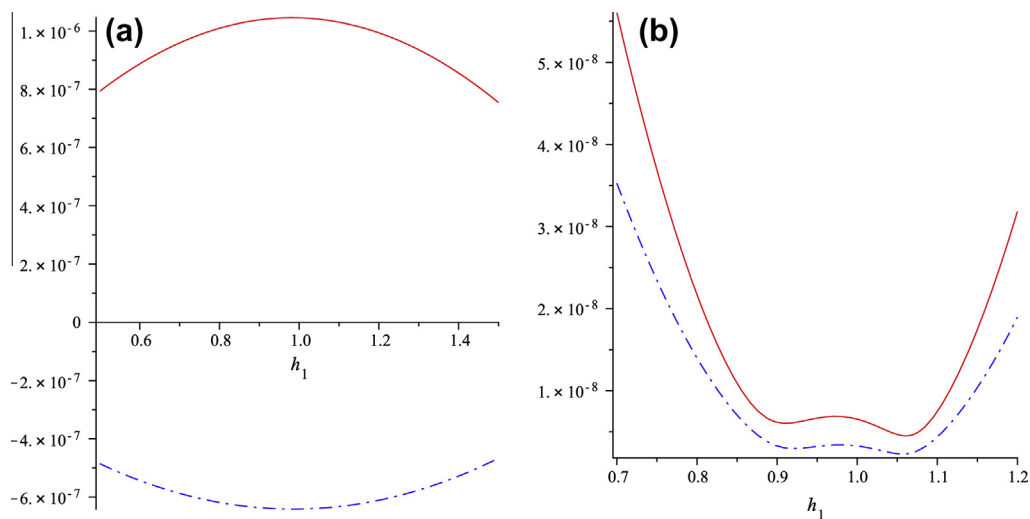 (a)
1. × 10⁻⁶
8. × 10⁻⁷
6. × 10⁻⁷
4. × 10⁻⁷
2. × 10⁻⁷
0
0.6 0.8 1.0 1.2 1.4
h₁
−2. × 10⁻⁷
−4. × 10⁻⁷
−6. × 10⁻⁷
(b)
5. × 10⁻⁸
4. × 10⁻⁸
3. × 10⁻⁸
2. × 10⁻⁸
1. × 10⁻⁸
0.7 0.8 0.9 1.0 1.1 1.2
h₁